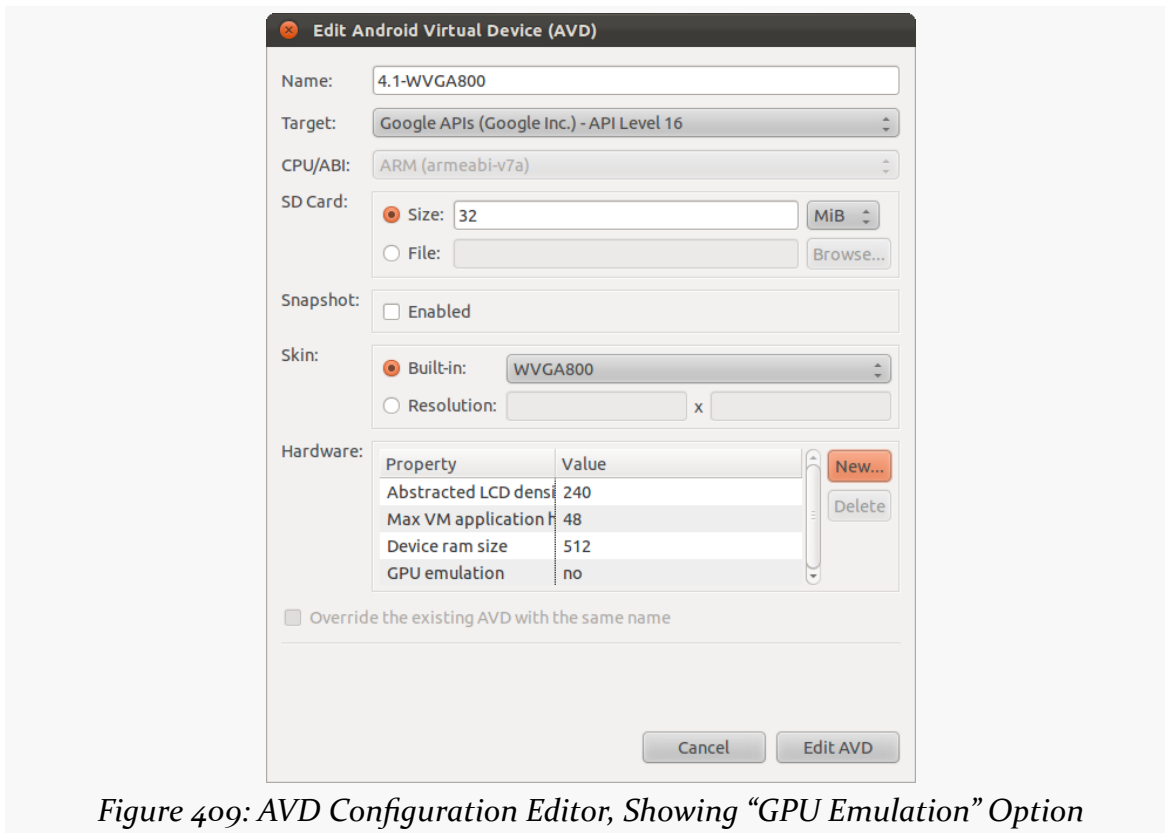 Edit Android Virtual Device (AVD)
Name: 4.1-WVGA800
Target: Google APIs (Google Inc.) - API Level 16
CPU/ABI: ARM (armeabi-v7a)
SD Card:
Size: 32 MiB
File: Browse...
Snapshot:
Enabled
Skin:
Built-in: WVGA800
Resolution: x
Hardware:
Property Value New...
Abstracted LCD densi 240
Delete
Max VM application h 48
Device ram size 512
GPU emulation no
Override the existing AVD with the same name
Cancel Edit AVD
Figure 409: AVD Configuration Editor, Showing “GPU Emulation” Option